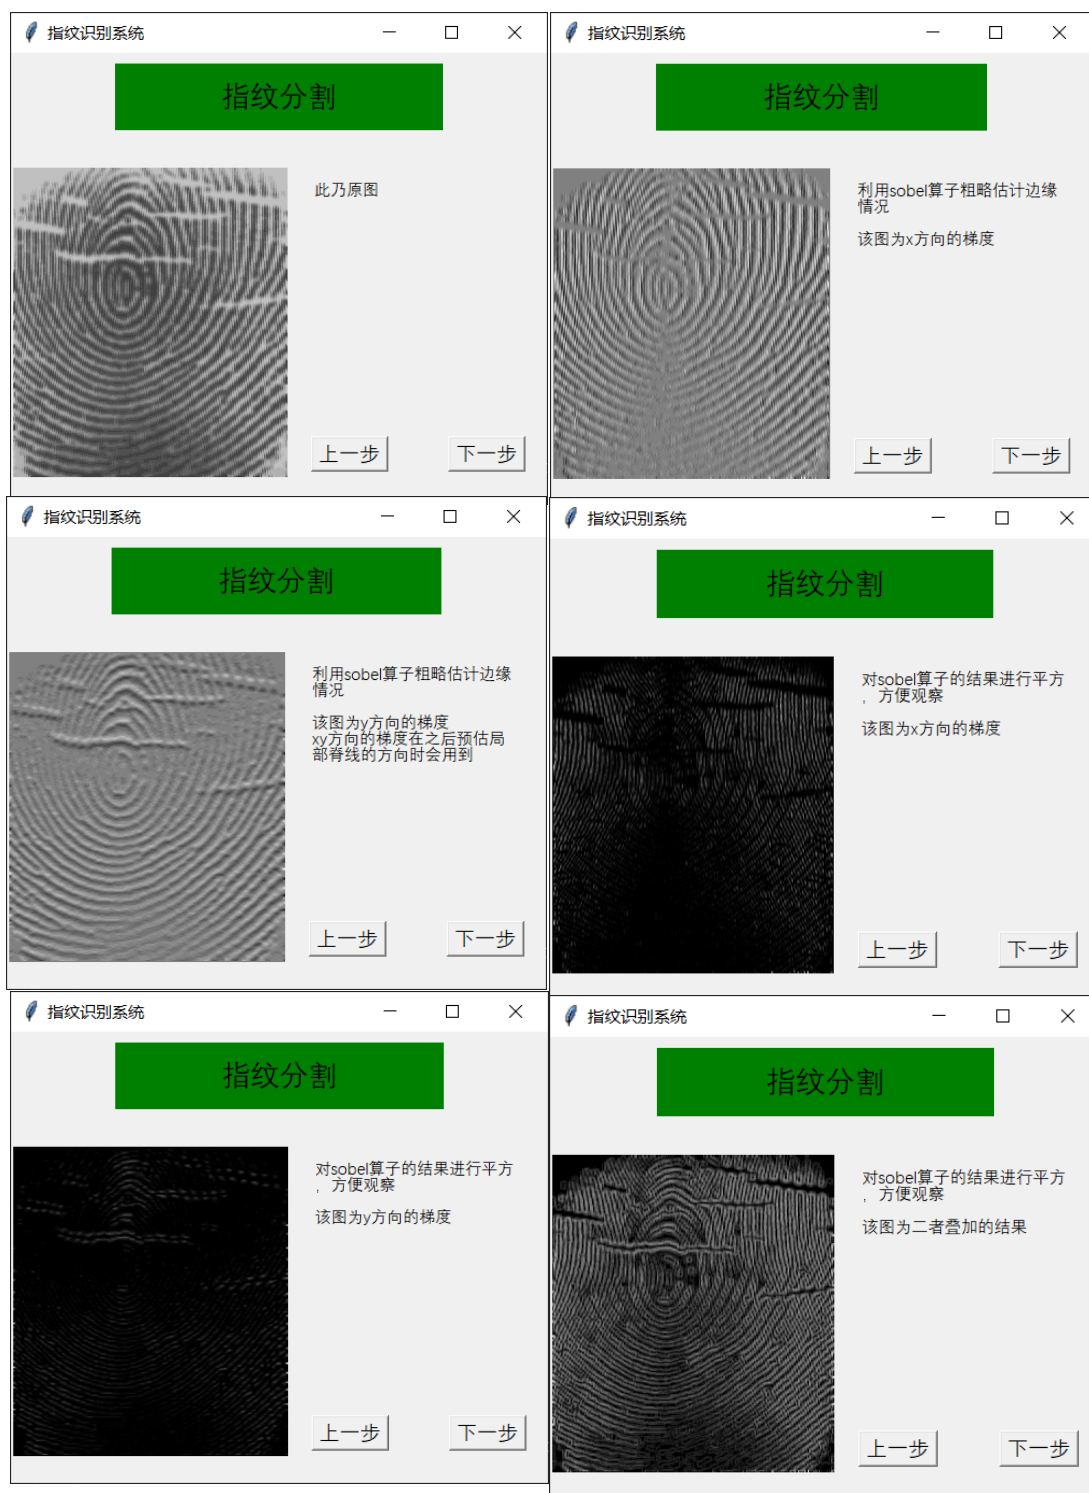 指纹识别系统
指纹分割
此乃原图
上一步
下一步
指纹识别系统
指纹分割
利用sobel算子粗略估计边缘
情况
该图为x方向的梯度
上一步
下一步
指纹识别系统
指纹分割
利用sobel算子粗略估计边缘
情况
该图为y方向的梯度
xy方向的梯度在之后预估局
部脊线的方向时会用到
上一步
下一步
指纹识别系统
指纹分割
对sobel算子的结果进行平方
，方便观察
该图为x方向的梯度
上一步
下一步
指纹识别系统
指纹分割
对sobel算子的结果进行平方
，方便观察
该图为y方向的梯度
上一步
下一步
指纹识别系统
指纹分割
对sobel算子的结果进行平方
，方便观察
该图为二者叠加的结果
上一步
下一步